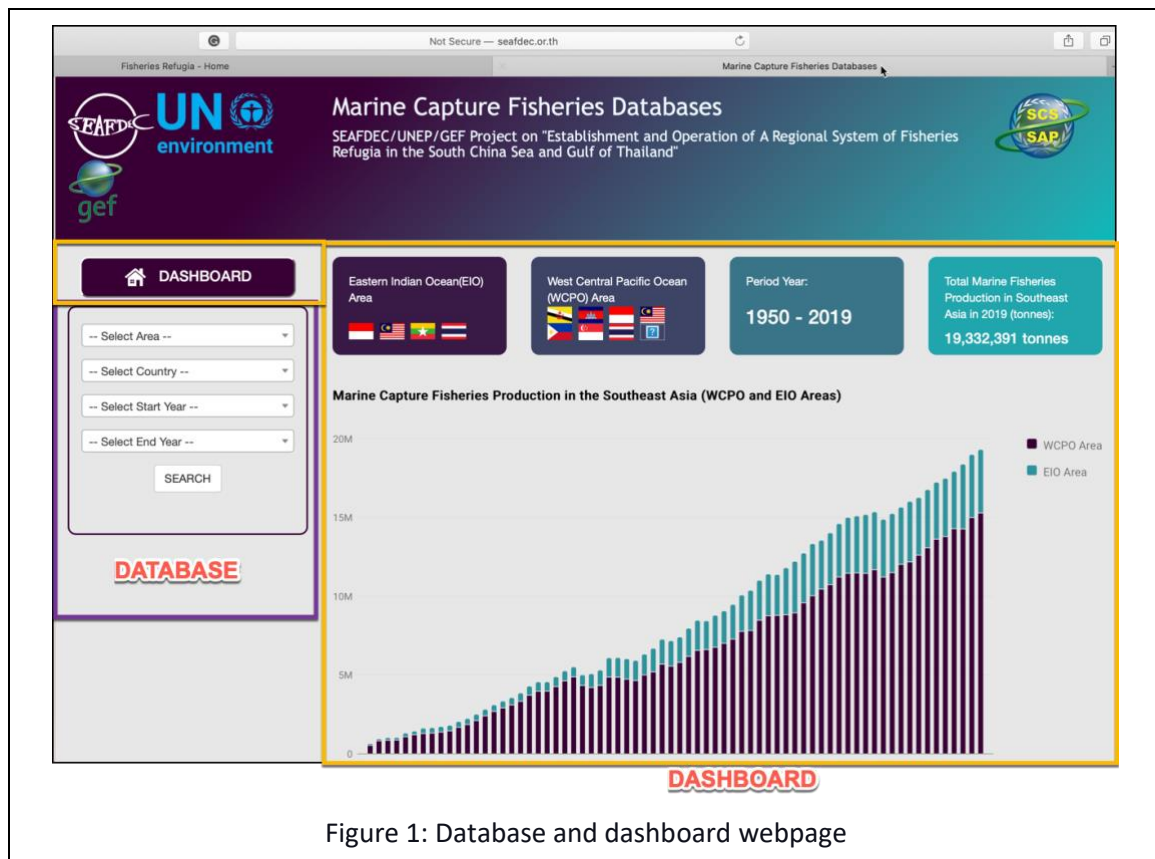 Not Secure — seafdec.or.th
Fisheries Refugia - Home
Marine Capture Fisheries Databases
SEAFDEC
UN
environment
gef
Marine Capture Fisheries Databases
SEAFDEC/UNEP/GEF Project on "Establishment and Operation of A Regional System of Fisheries
Refugia in the South China Sea and Gulf of Thailand"
SCS
SAP
DASHBOARD
-- Select Area --
-- Select Country --
-- Select Start Year --
-- Select End Year --
SEARCH
DATABASE
Eastern Indian Ocean(EIO)
Area
West Central Pacific Ocean
(WCPO) Area
?
Period Year:
1950 - 2019
Total Marine Fisheries
Production in Southeast
Asia in 2019 (tonnes):
19,332,391 tonnes
Marine Capture Fisheries Production in the Southeast Asia (WCPO and EIO Areas)
20M
15M
10M
5M
0
WCPO Area
EIO Area
DASHBOARD
Figure 1: Database and dashboard webpage